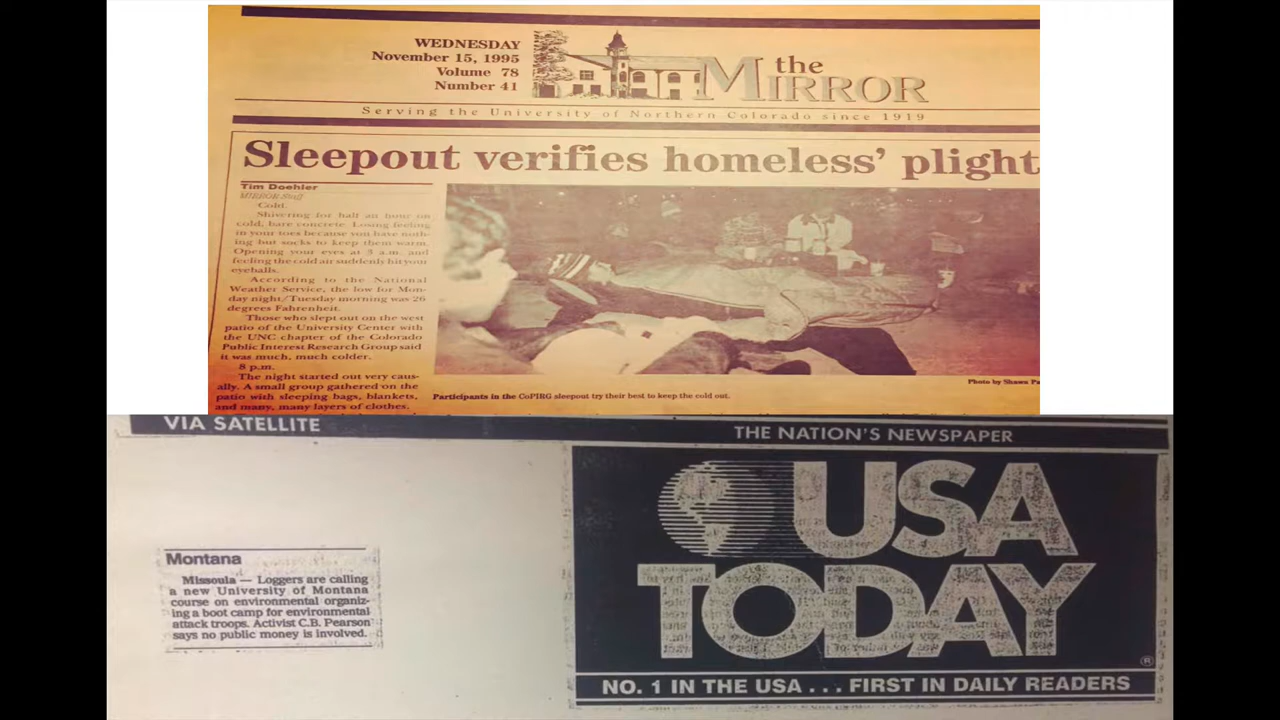 WEDNESDAY
November 15, 1995
Volume 78
Number 41
the
MIRROR
Serving the University of Northern Colorado since 1919
Sleepout verifies homeless' plight
Tim Doehler
MIRROR Staff
Cold.
Shivering for half an hour on
cold, bare concrete. Losing feeling
in your toes because you have noth-
ing but socks to keep them warm.
Opening your eyes at 3 a.m. and
feeling the cold air suddenly hit your
eyeballs.
According to the National
Weather Service, the low for Mon-
day night/Tuesday morning was 26
degrees Fahrenheit.
Those who slept out on the west
patio of the University Center with
the UNC chapter of the Colorado
Public Interest Research Group said
it was much, much colder.
8 p.m.
The night started out very casu-
ally. A small group gathered on the
patio with sleeping bags, blankets,
and many, many layers of clothes.
Photo by Shawn Pa
Participants in the CoPIRG sleepout try their best to keep the cold out.
VIA SATELLITE
THE NATION'S NEWSPAPER
USA
TODAY
®
NO. 1 IN THE USA . . . FIRST IN DAILY READERS
Montana
Missoula — Loggers are calling
a new University of Montana
course on environmental organiz-
ing a boot camp for environmental
attack troops. Activist C.B. Pearson
says no public money is involved.